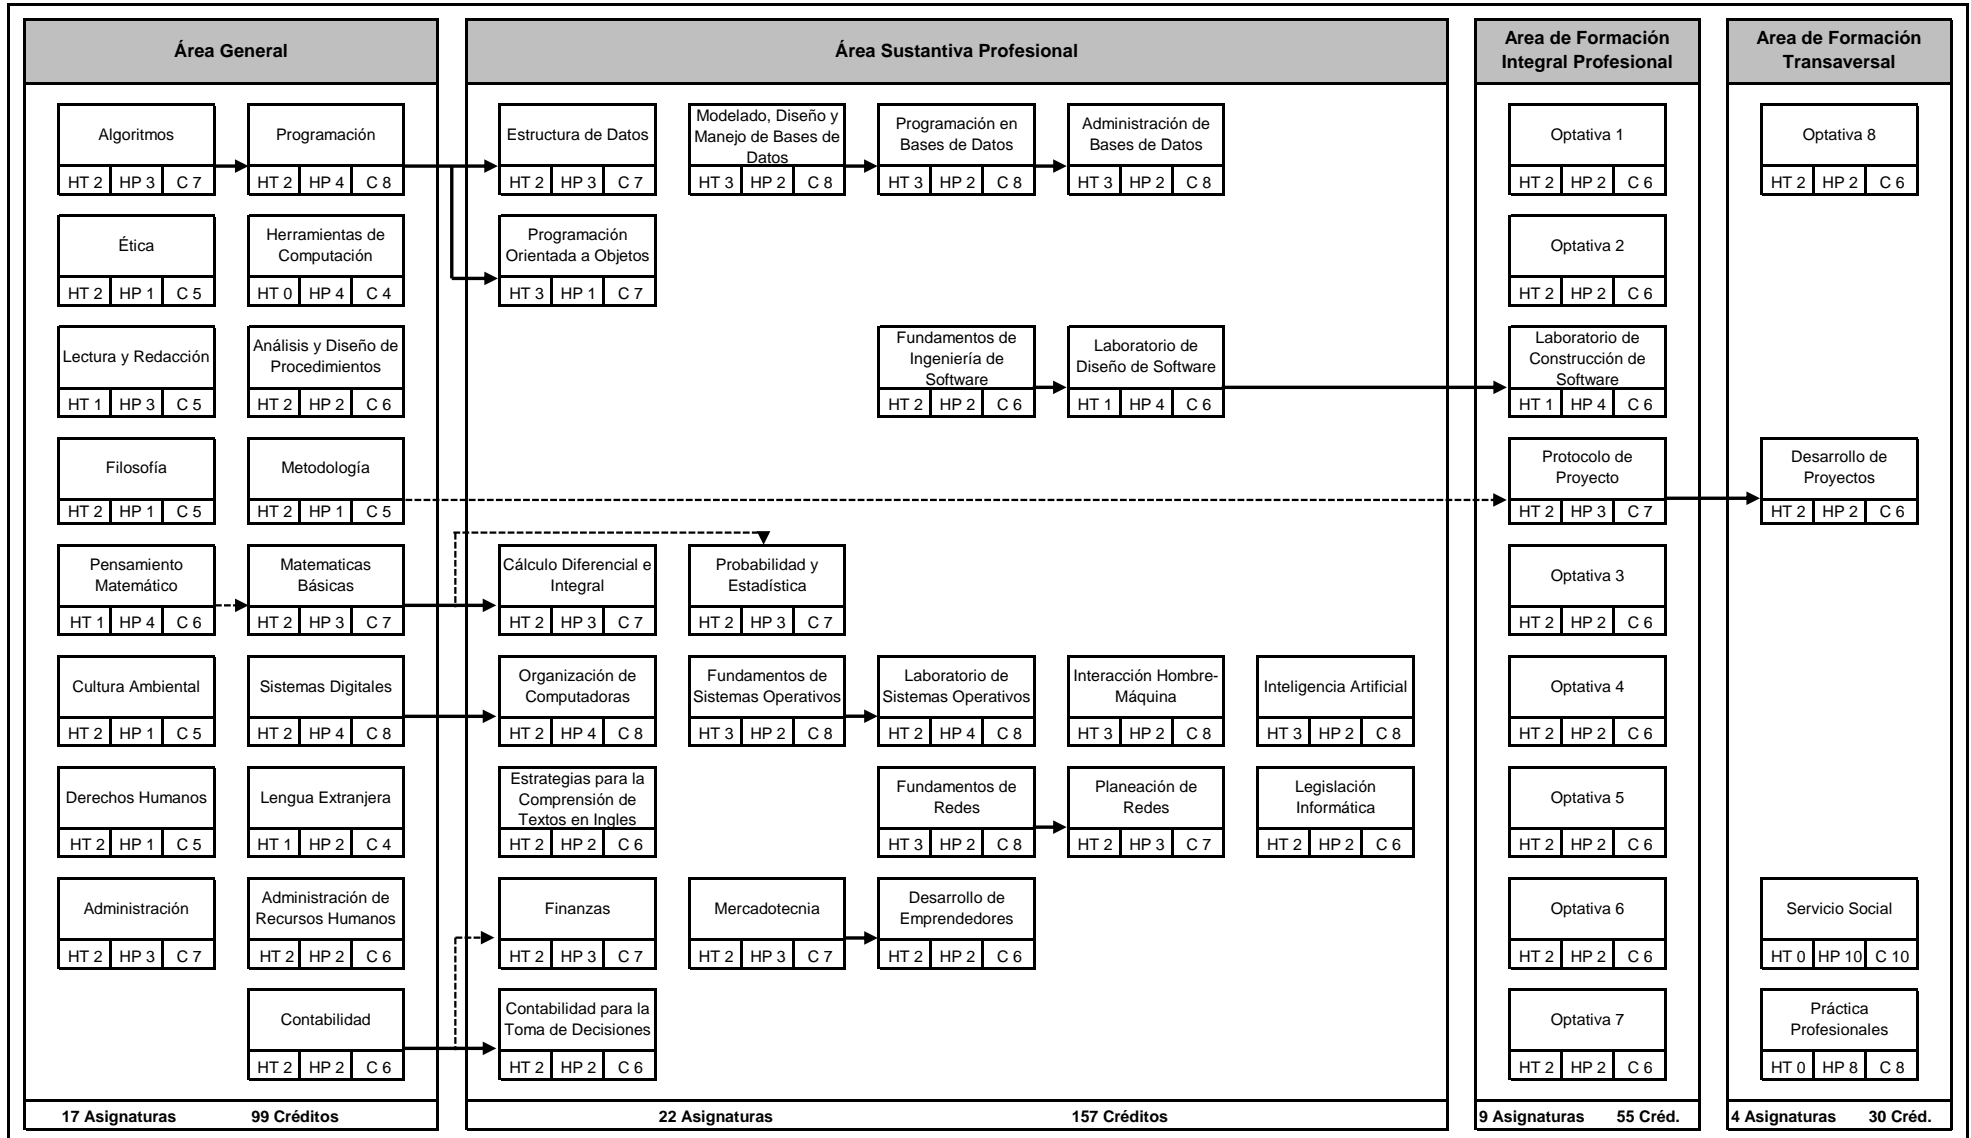 Área General
Área Sustantiva Profesional
Area de Formación
Integral Profesional
Area de Formación
Transaversal
Algoritmos
HT 2 HP 3 C 7
Programación
HT 2 HP 4 C 8
Estructura de Datos
HT 2 HP 3 C 7
Modelado, Diseño y
Manejo de Bases de
Datos
HT 3 HP 2 C 8
Programación en
Bases de Datos
HT 3 HP 2 C 8
Administración de
Bases de Datos
HT 3 HP 2 C 8
Optativa 1
HT 2 HP 2 C 6
Optativa 8
HT 2 HP 2 C 6
Ética
HT 2 HP 1 C 5
Herramientas de
Computación
HT 0 HP 4 C 4
Programación
Orientada a Objetos
HT 3 HP 1 C 7
Optativa 2
HT 2 HP 2 C 6
Lectura y Redacción
HT 1 HP 3 C 5
Análisis y Diseño de
Procedimientos
HT 2 HP 2 C 6
Fundamentos de
Ingeniería de
Software
HT 2 HP 2 C 6
Laboratorio de
Diseño de Software
HT 1 HP 4 C 6
Laboratorio de
Construcción de
Software
HT 1 HP 4 C 6
Filosofía
HT 2 HP 1 C 5
Metodología
HT 2 HP 1 C 5
Protocolo de
Proyecto
HT 2 HP 3 C 7
Desarrollo de
Proyectos
HT 2 HP 2 C 6
Pensamiento
Matemático
HT 1 HP 4 C 6
Matematicas
Básicas
HT 2 HP 3 C 7
Cálculo Diferencial e
Integral
HT 2 HP 3 C 7
Probabilidad y
Estadística
HT 2 HP 3 C 7
Optativa 3
HT 2 HP 2 C 6
Cultura Ambiental
HT 2 HP 1 C 5
Sistemas Digitales
HT 2 HP 4 C 8
Organización de
Computadoras
HT 2 HP 4 C 8
Fundamentos de
Sistemas Operativos
HT 3 HP 2 C 8
Laboratorio de
Sistemas Operativos
HT 2 HP 4 C 8
Interacción Hombre-
Máquina
HT 3 HP 2 C 8
Inteligencia Artificial
HT 3 HP 2 C 8
Optativa 4
HT 2 HP 2 C 6
Derechos Humanos
HT 2 HP 1 C 5
Lengua Extranjera
HT 1 HP 2 C 4
Estrategias para la
Comprensión de
Textos en Ingles
HT 2 HP 2 C 6
Fundamentos de
Redes
HT 3 HP 2 C 8
Planeación de
Redes
HT 2 HP 3 C 7
Legislación
Informática
HT 2 HP 2 C 6
Optativa 5
HT 2 HP 2 C 6
Administración
HT 2 HP 3 C 7
Administración de
Recursos Humanos
HT 2 HP 2 C 6
Finanzas
HT 2 HP 3 C 7
Mercadotecnia
HT 2 HP 3 C 7
Desarrollo de
Emprendedores
HT 2 HP 2 C 6
Optativa 6
HT 2 HP 2 C 6
Servicio Social
HT 0 HP 10 C 10
Contabilidad
HT 2 HP 2 C 6
Contabilidad para la
Toma de Decisiones
HT 2 HP 2 C 6
Optativa 7
HT 2 HP 2 C 6
Práctica
Profesionales
HT 0 HP 8 C 8
17 Asignaturas 99 Créditos
22 Asignaturas 157 Créditos
9 Asignaturas 55 Créd.
4 Asignaturas 30 Créd.